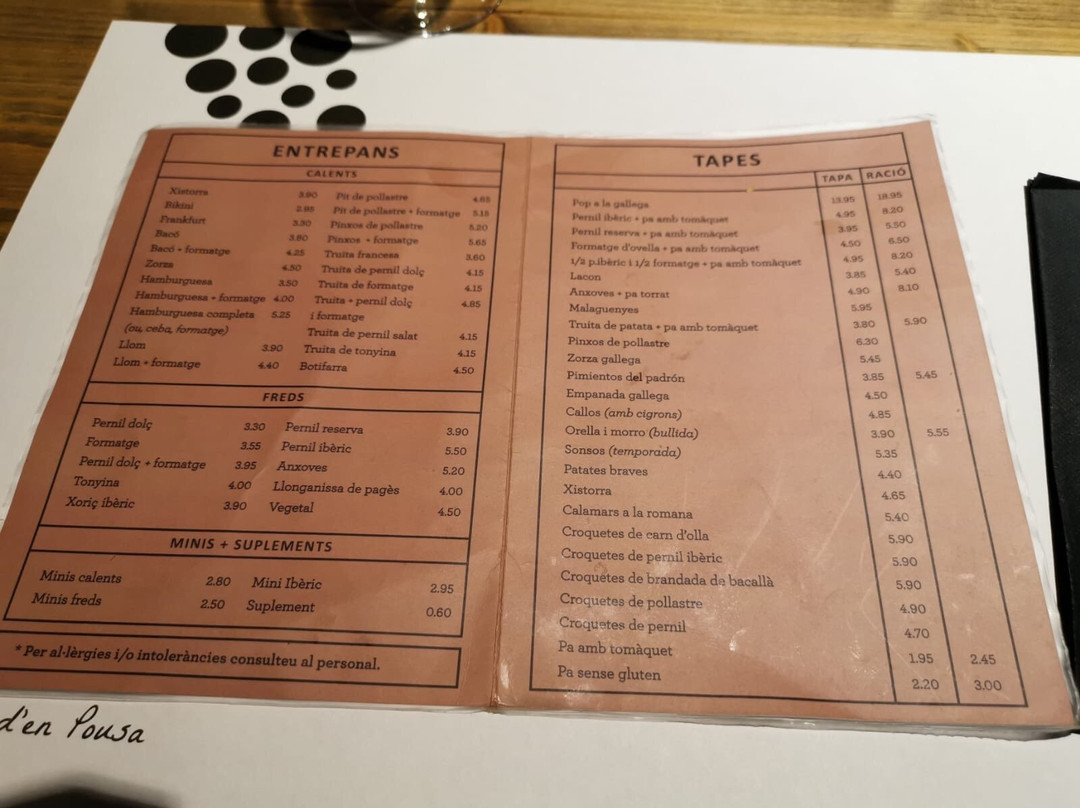 ENTREPANS
CALENTS
Xistorra 3.90
Bikini 2.95
Frankfurt 3.30
Bacó 3.80
Bacó + formatge 4.25
Zorza 4.50
Hamburguesa 3.50
Hamburguesa + formatge 4.00
Hamburguesa completa 5.25
(ou, ceba, formatge)
Llom 3.90
Llom + formatge 4.40
Pit de pollastre 4.65
Pit de pollastre + formatge 5.15
Pinxos de pollastre 5.20
Pinxos + formatge 5.65
Truita francesa 3.60
Truita de pernil dolç 4.15
Truita de formatge 4.15
Truita + pernil dolç 4.85
i formatge
Truita de pernil salat 4.15
Truita de tonyina 4.15
Botifarra 4.50
FREDS
Pernil dolç 3.30
Formatge 3.55
Pernil dolç + formatge 3.95
Tonyina 4.00
Xoriç ibèric 3.90
Pernil reserva 3.90
Pernil ibèric 5.50
Anxoves 5.20
Llonganissa de pagès 4.00
Vegetal 4.50
MINIS + SUPLEMENTS
Minis calents 2.80
Minis freds 2.50
Mini Ibèric 2.95
Suplement 0.60
* Per al·lèrgies i/o intoleràncies consulteu al personal.
TAPES
TAPA RACIÓ
Pop a la gallega 13.95 18.95
Pernil ibèric + pa amb tomàquet 4.95 8.20
Pernil reserva + pa amb tomàquet 3.95 5.50
Formatge d'ovella + pa amb tomàquet 4.50 6.50
1/2 p.ibèric i 1/2 formatge + pa amb tomàquet 4.95 8.20
Lacon 3.85 5.40
Anxoves + pa torrat 4.90 8.10
Malaguenyes 5.95
Truita de patata + pa amb tomàquet 3.80 5.90
Pinxos de pollastre 6.30
Zorza gallega 5.45
Pimientos del padrón 3.85 5.45
Empanada gallega 4.50
Callos (amb cigrons) 4.85
Orella i morro (bullida) 3.90 5.55
Sonsos (temporada) 5.35
Patates braves 4.40
Xistorra 4.65
Calamars a la romana 5.40
Croquetes de carn d'olla 5.90
Croquetes de pernil ibèric 5.90
Croquetes de brandada de bacallà 5.90
Croquetes de pollastre 4.90
Croquetes de pernil 4.70
Pa amb tomàquet 1.95 2.45
Pa sense gluten 2.20 3.00
d'en Pousa